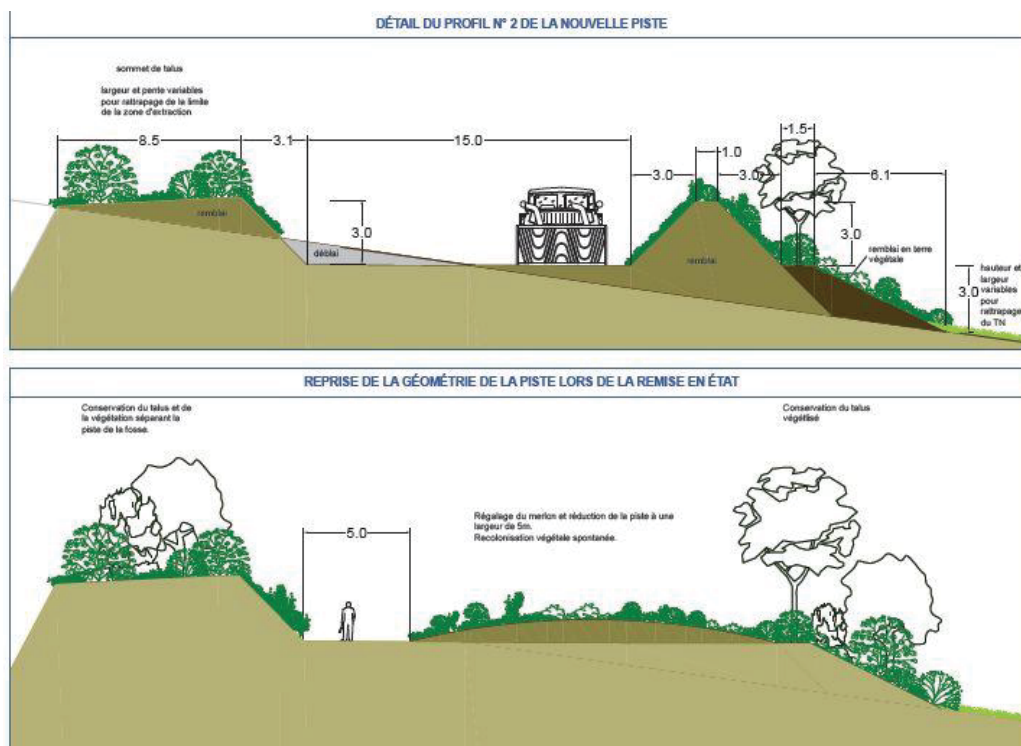 DÉTAIL DU PROFIL N° 2 DE LA NOUVELLE PISTE
sommet de talus
largeur et pente variables
pour rattrapage de la limite
de la zone d'extraction
8.5
3.1
15.0
3.0
1.0
3.0
1.5
6.1
remblai
3.0
déblai
remblai
3.0
remblai en terre
végétale
hauteur et
largeur
variables
pour
rattrapage
du TN
3.0
REPRISE DE LA GÉOMÉTRIE DE LA PISTE LORS DE LA REMISE EN ÉTAT
Conservation du talus et de
la végétation séparant la
piste de la fosse.
Conservation du talus
végétlisé
5.0
Régalage du merlon et réduction de la piste à une
largeur de 5m.
Recolonisation végétale spontanée.